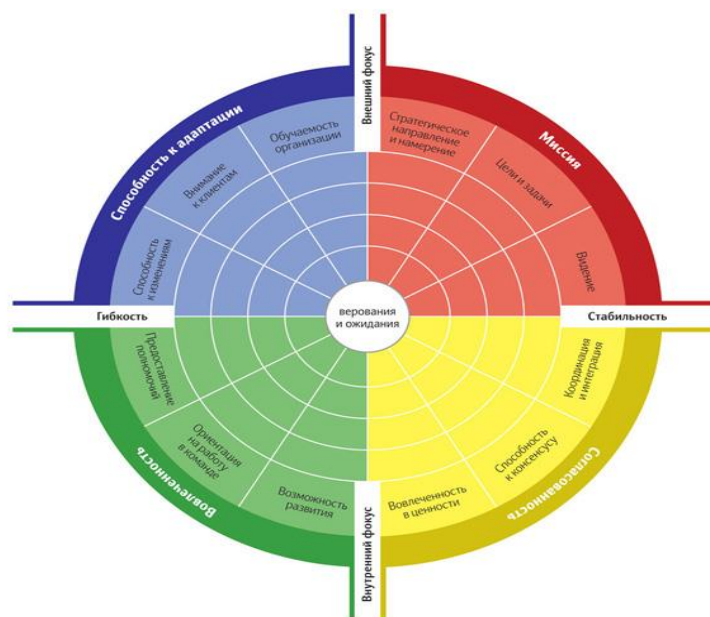 Внешний фокус
Способность к адаптации
Миссия
Обучаемость
организации
Стратегическое
направление
и намерение
Внимание
к клиентам
Цели и задачи
Способность
к изменениям
Видение
Гибкость
верования
и ожидания
Стабильность
Предоставление
полномочий
Координация
и интеграция
Ориентация
на работу
в команде
Способность
к консенсусу
Возможность
развития
Вовлеченность
в ценности
Вовлеченность
Согласованность
Внутренний фокус